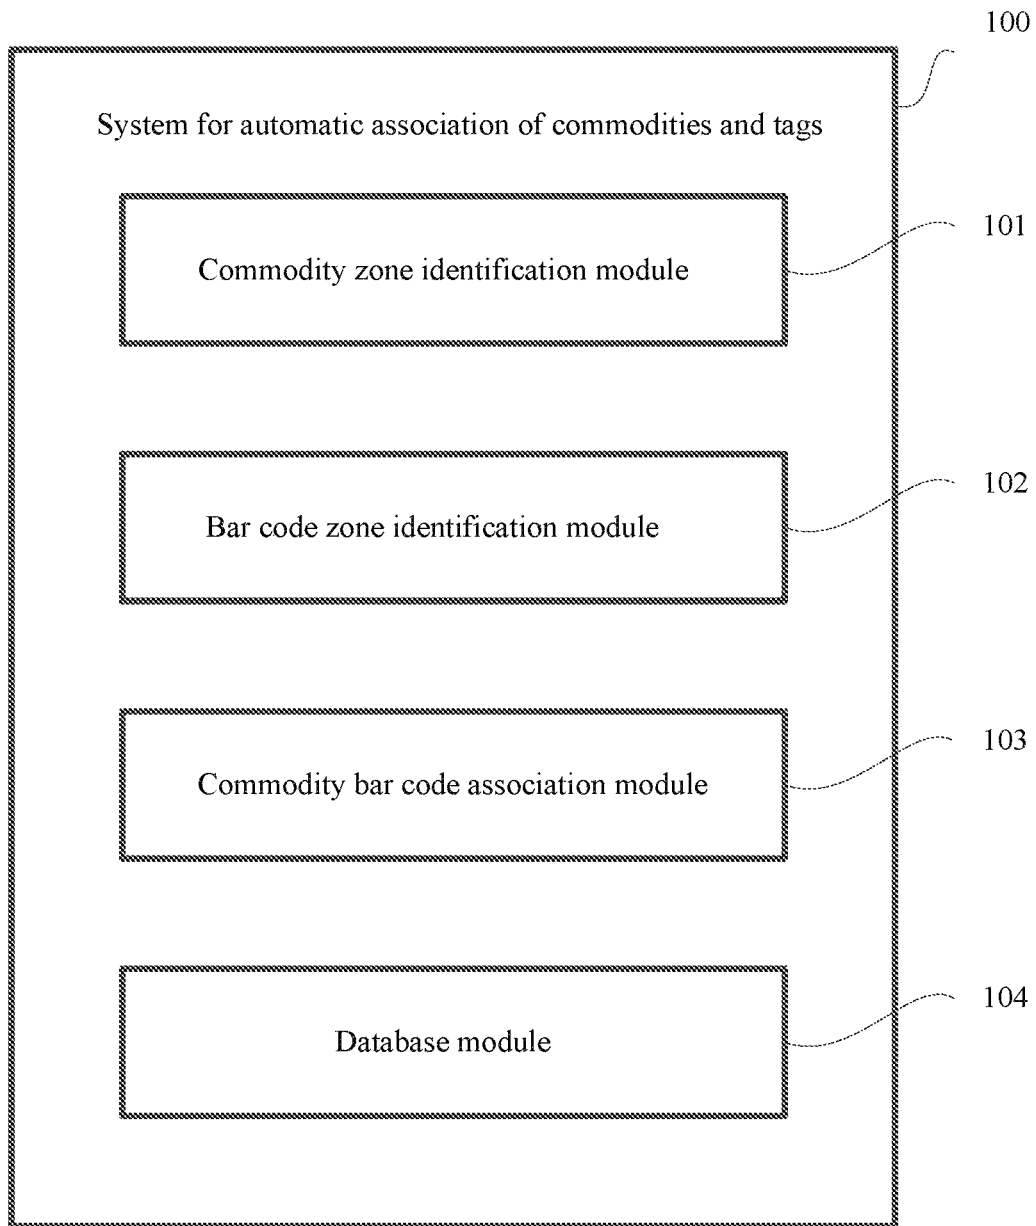 100
System for automatic association of commodities and tags
Commodity zone identification module
101
Bar code zone identification module
102
Commodity bar code association module
103
Database module
104